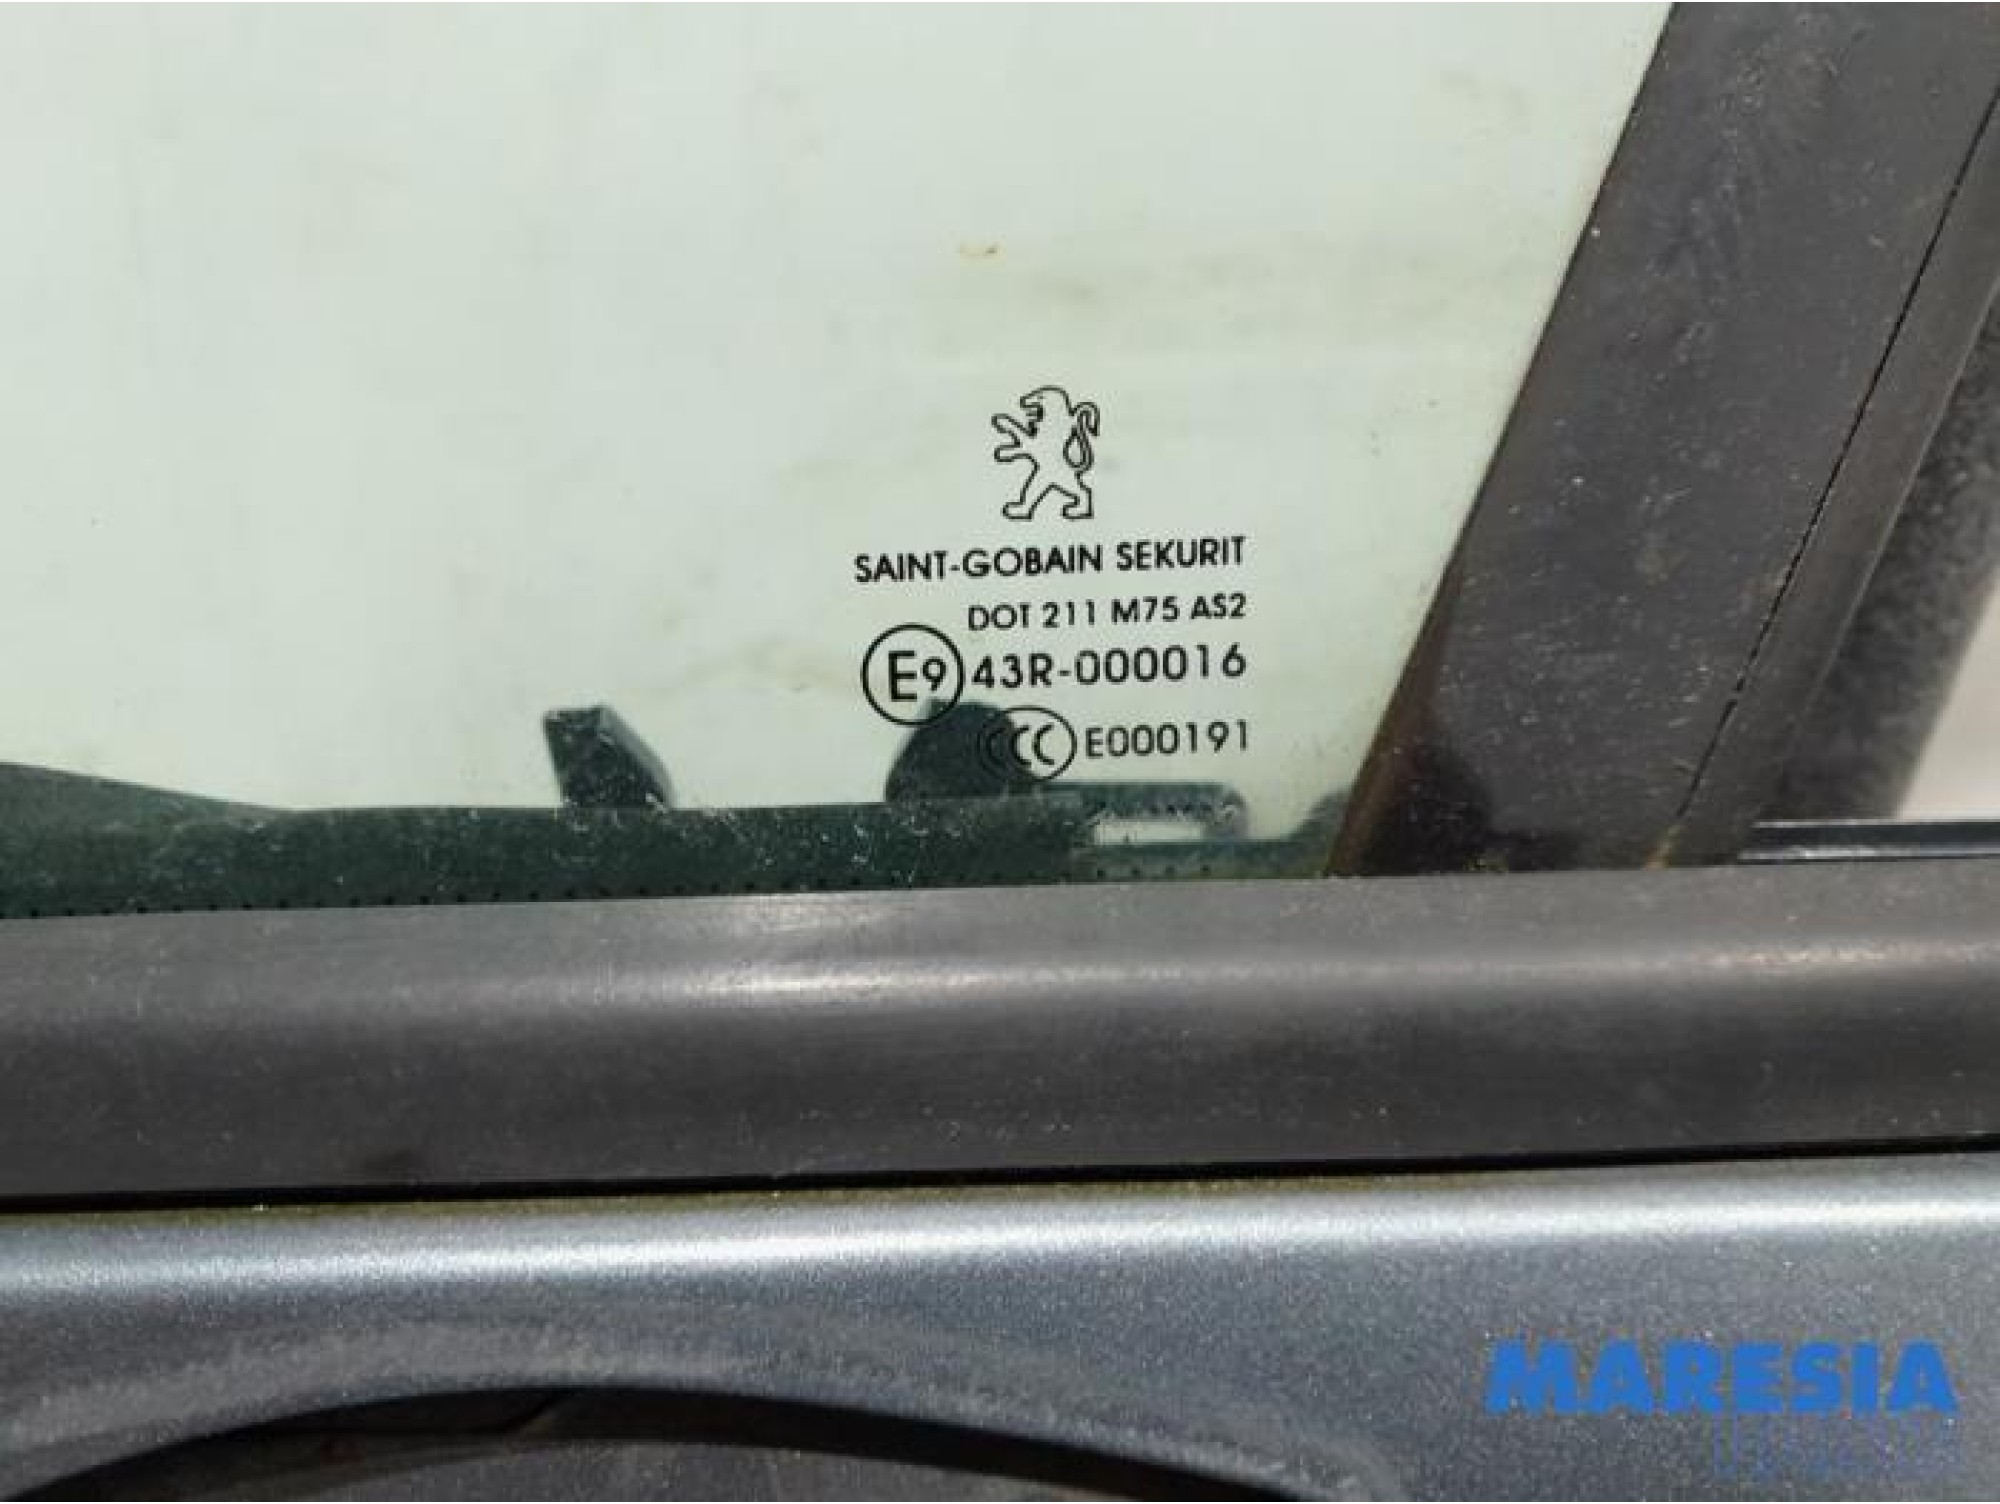 SAINT-GOBAIN SEKURIT
DOT 211 M75 AS2
E9 43R-000016
CCC E000191
MARESIA